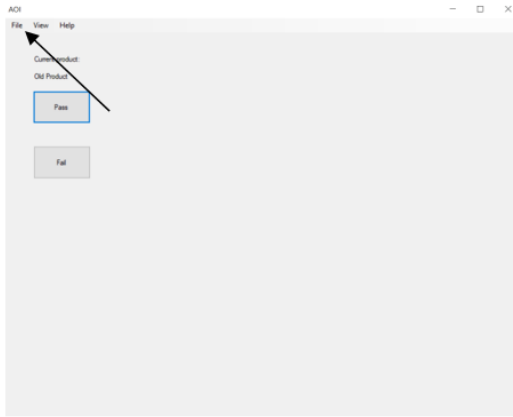 AOI
File View Help
Current product:
Old Product
Pass
Fail